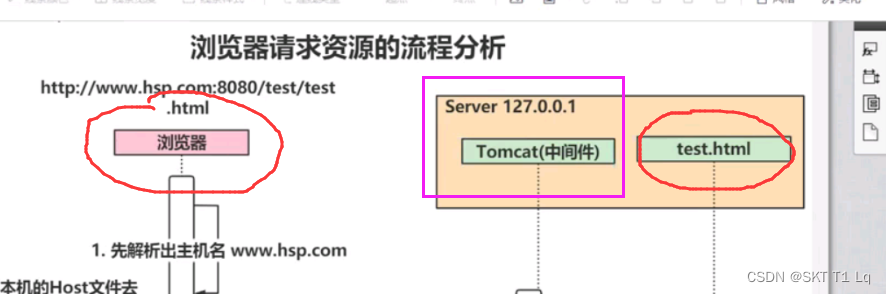 浏览器请求资源的流程分析
http://www.hsp.com:8080/test/test
.html
浏览器
Server 127.0.0.1
Tomcat(中间件)
test.html
1. 先解析出主机名 www.hsp.com
本机的Host文件去
CSDN @SKT T1 Lq